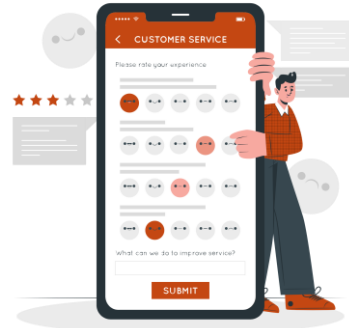 CUSTOMER SERVICE
Please rate your experience:
What can we do to improve service?
SUBMIT